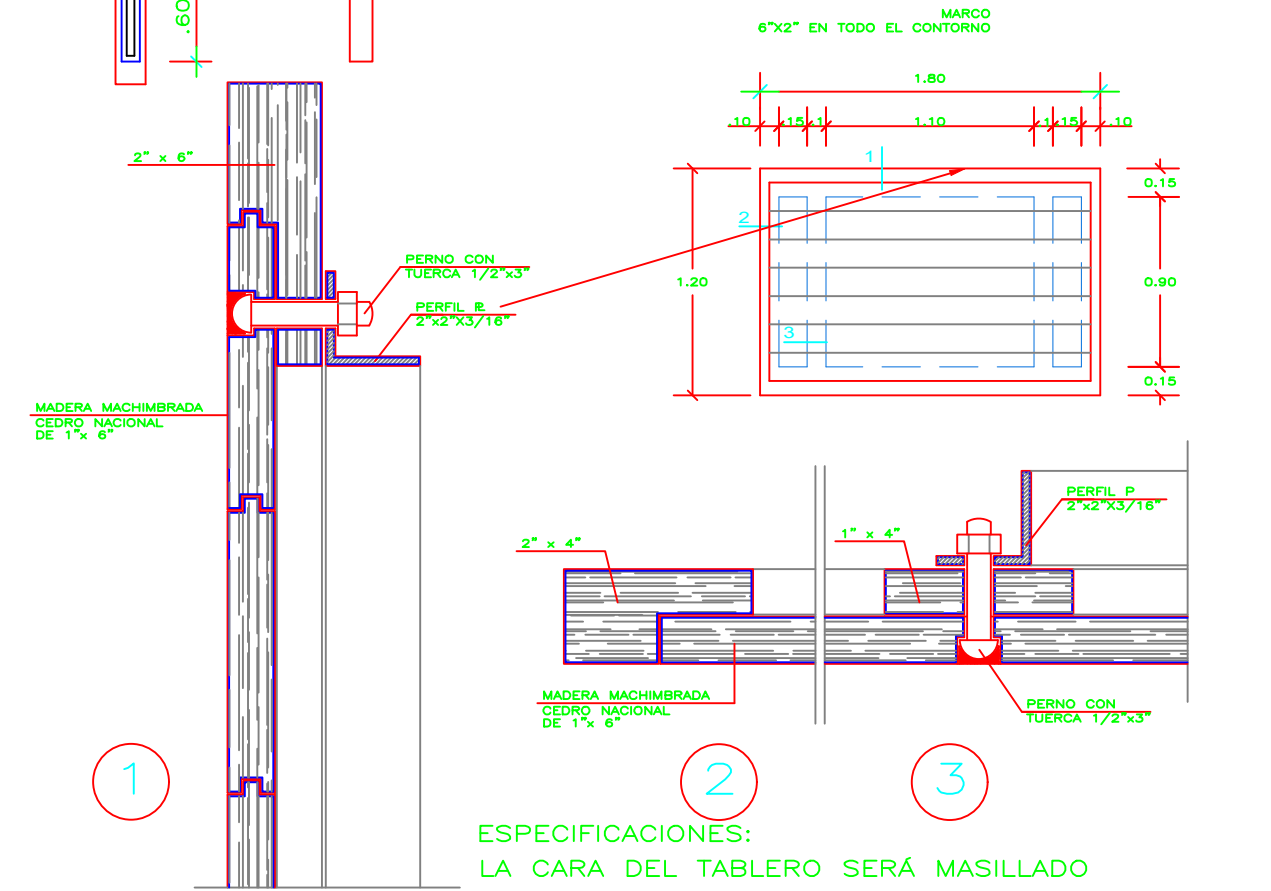 .60
MARCO
6"X2" EN TODO EL CONTORNO
1.80
.10 .15 .1 1.10 .1 .15 .10
1
2
3
0.15
0.90
0.15
1.20
2" x 6"
PERNO CON
TUERCA 1/2"x3"
PERFIL
2"x2"X3/16"
MADERA MACHIMBRADA
CEDRO NACIONAL
DE 1"x 6"
PERFIL P
2"x2"X3/16"
2" x 4"
1" x 4"
MADERA MACHIMBRADA
CEDRO NACIONAL
DE 1"x 6"
PERNO CON
TUERCA 1/2"x3"
1
2
3
ESPECIFICACIONES:
LA CARA DEL TABLERO SERÁ MASILLADO